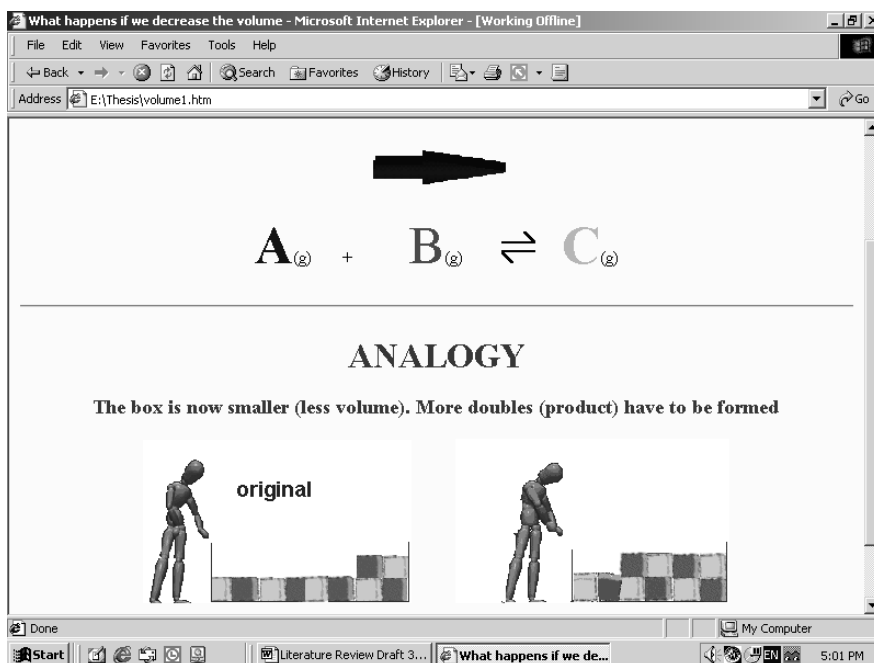 What happens if we decrease the volume - Microsoft Internet Explorer - [Working Offline]
File Edit View Favorites Tools Help
Back Search Favorites History
Address E:\Thesis\volume1.htm Go
A(g) + B(g) ⇌ C(g)
ANALOGY
The box is now smaller (less volume). More doubles (product) have to be formed
original
Done My Computer
Start Literature Review Draft 3... What happens if we de... EN 5:01 PM